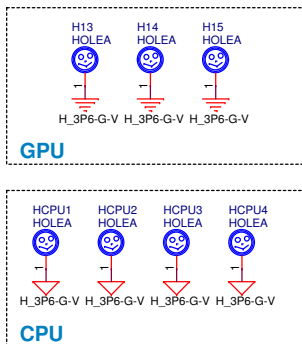 H13 H14 H15
HOLEA HOLEA HOLEA
1 1 1
H_3P6-G-V H_3P6-G-V H_3P6-G-V
GPU
HCPU1 HCPU2 HCPU3 HCPU4
HOLEA HOLEA HOLEA HOLEA
1 1 1 1
H_3P6-G-V H_3P6-G-V H_3P6-G-V H_3P6-G-V
CPU